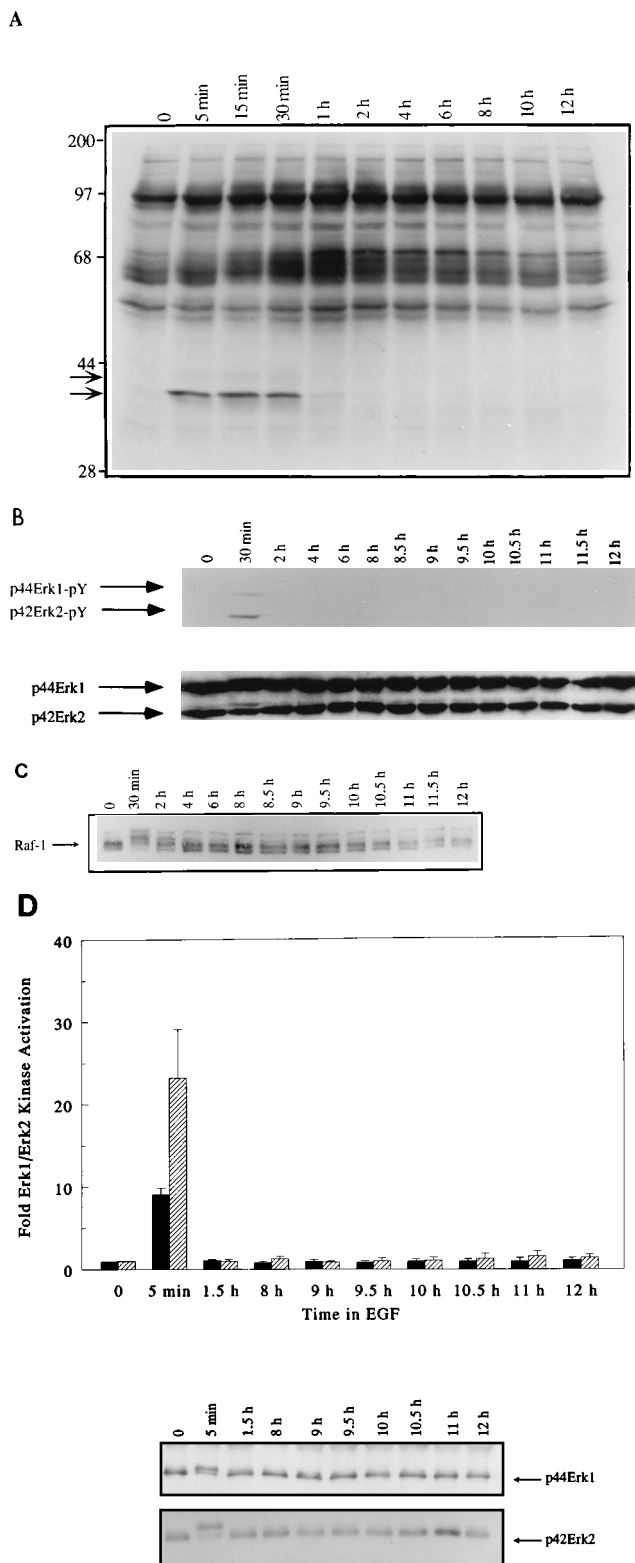 A
0 5 min 15 min 30 min 1 h 2 h 4 h 6 h 8 h 10 h 12 h
200
97
68
44
28
B
0 30 min 2 h 4 h 6 h 8 h 8.5 h 9 h 9.5 h 10 h 10.5 h 11 h 11.5 h 12 h
p44Erk1-pY
p42Erk2-pY
p44Erk1
p42Erk2
C
0 30 min 2 h 4 h 6 h 8 h 8.5 h 9 h 9.5 h 10 h 10.5 h 11 h 11.5 h 12 h
Raf-1
D
Fold Erk1/Erk2 Kinase Activation
40
30
20
10
0
0 5 min 1.5 h 8 h 9 h 9.5 h 10 h 10.5 h 11 h 12 h
Time in EGF
0 5 min 1.5 h 8 h 9 h 9.5 h 10 h 10.5 h 11 h 12 h
p44Erk1
p42Erk2